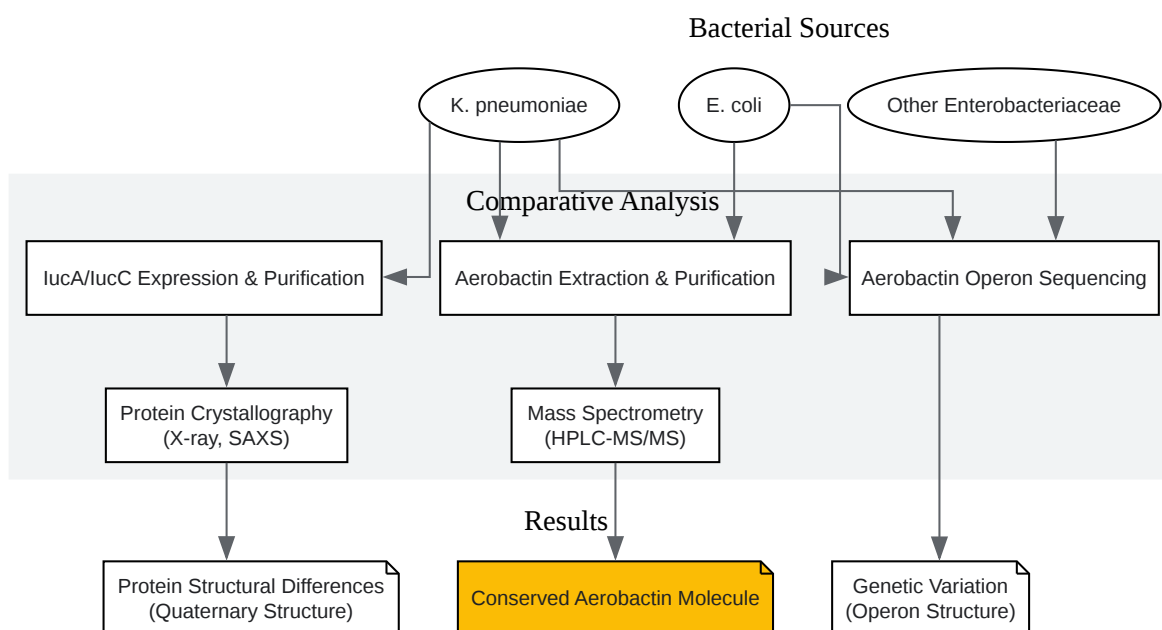 Bacterial Sources
K. pneumoniae
E. coli
Other Enterobacteriaceae
Comparative Analysis
IucA/IucC Expression & Purification
Aerobactin Extraction & Purification
Aerobactin Operon Sequencing
Protein Crystallography
(X-ray, SAXS)
Mass Spectrometry
(HPLC-MS/MS)
Results
Protein Structural Differences
(Quaternary Structure)
Conserved Aerobactin Molecule
Genetic Variation
(Operon Structure)